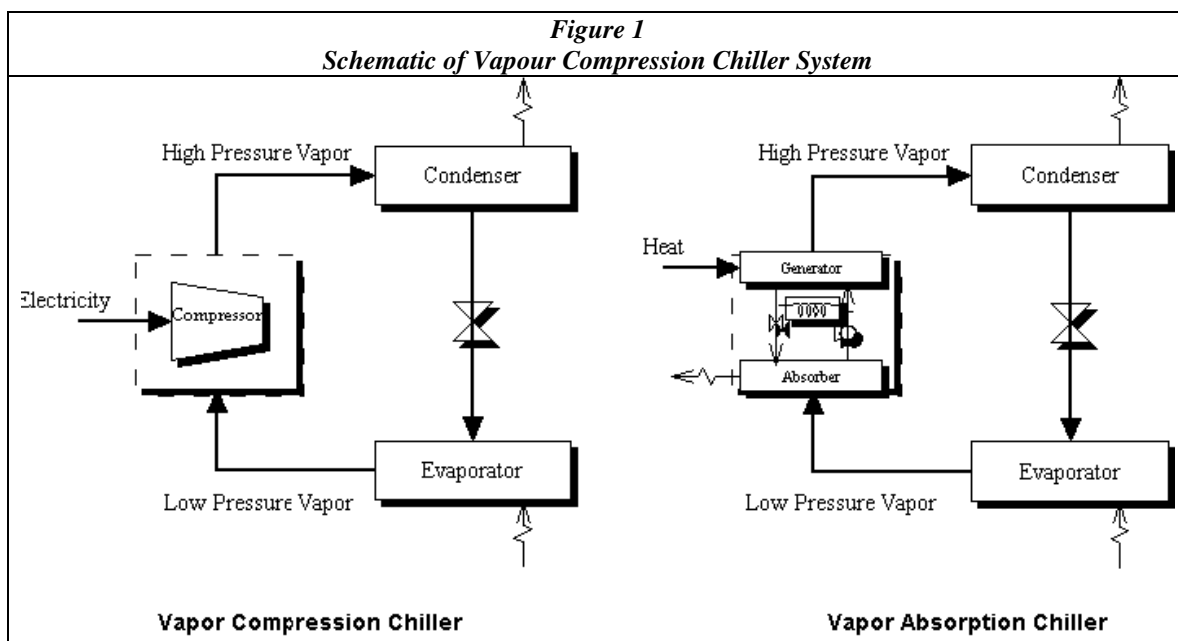 Figure 1
Schematic of Vapour Compression Chiller System
High Pressure Vapor
Condenser
Electricity
Compressor
Evaporator
Low Pressure Vapor
Vapor Compression Chiller
High Pressure Vapor
Condenser
Heat
Generator
Absorber
Evaporator
Low Pressure Vapor
Vapor Absorption Chiller